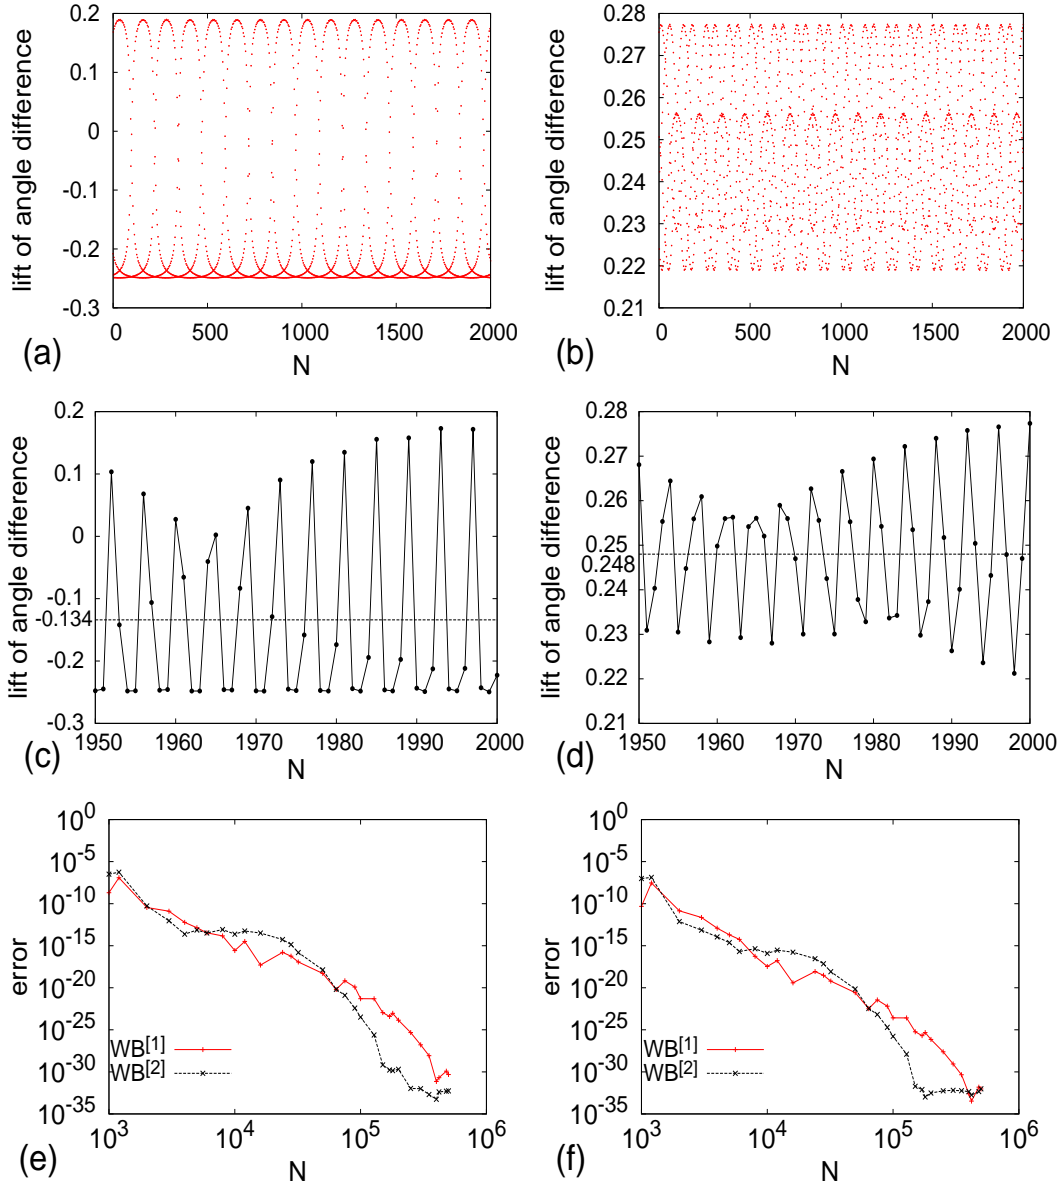 0.2
0.1
0
-0.1
-0.2
-0.3
lift of angle difference
0 500 1000 1500 2000
N
(a)
0.28
0.27
0.26
0.25
0.24
0.23
0.22
0.21
lift of angle difference
0 500 1000 1500 2000
N
(b)
0.2
0.1
0
-0.1
-0.134
-0.2
-0.3
lift of angle difference
1950 1960 1970 1980 1990 2000
N
(c)
0.28
0.27
0.26
0.25
0.248
0.24
0.23
0.22
0.21
lift of angle difference
1950 1960 1970 1980 1990 2000
N
(d)
10^0
10^-5
10^-10
10^-15
10^-20
10^-25
10^-30
10^-35
error
WB^[1]
WB^[2]
10^3 10^4 10^5 10^6
N
(e)
10^0
10^-5
10^-10
10^-15
10^-20
10^-25
10^-30
10^-35
error
WB^[1]
WB^[2]
10^3 10^4 10^5 10^6
N
(f)